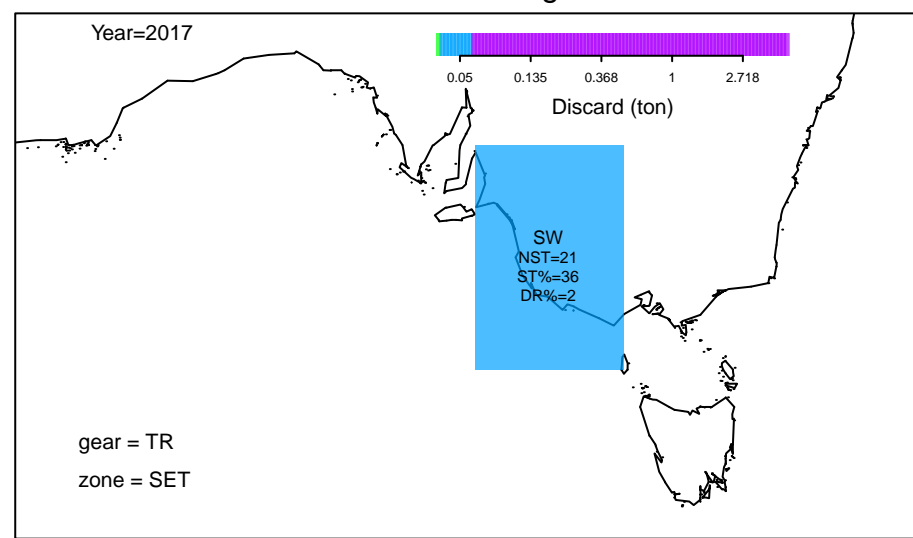 Year=2017
0.05 0.135 0.368 1 2.718
Discard (ton)
SW
NST=21
ST%=36
DR%=2
gear = TR
zone = SET